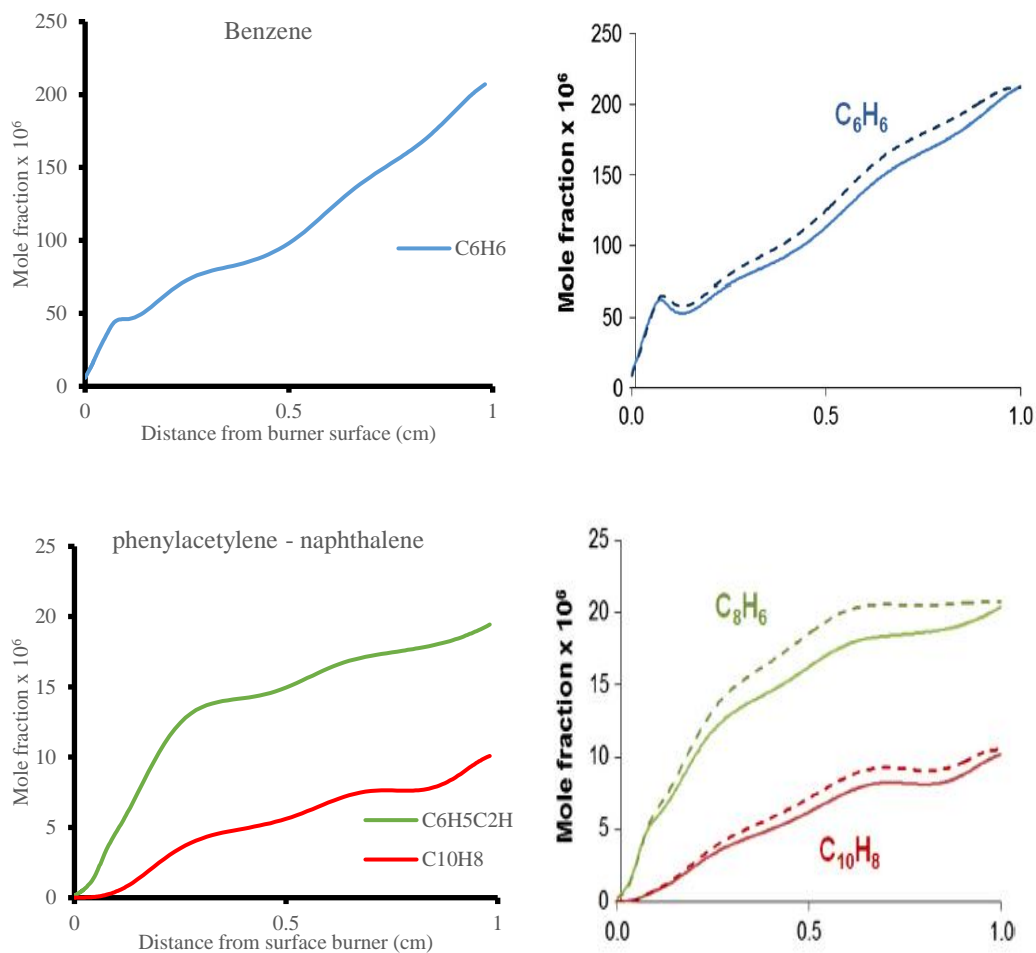 Benzene
Mole fraction x 10⁶
250
200
150
100
50
0
C6H6
0
0.5
1
Distance from burner surface (cm)
Mole fraction x 10⁶
250
200
150
100
50
0
C₆H₆
0.0
0.5
1.0
phenylacetylene - naphthalene
Mole fraction x 10⁶
25
20
15
10
5
0
C6H5C2H
C10H8
0
0.5
1
Distance from surface burner (cm)
Mole fraction x 10⁶
25
20
15
10
5
0
C₈H₆
C₁₀H₈
0.0
0.5
1.0